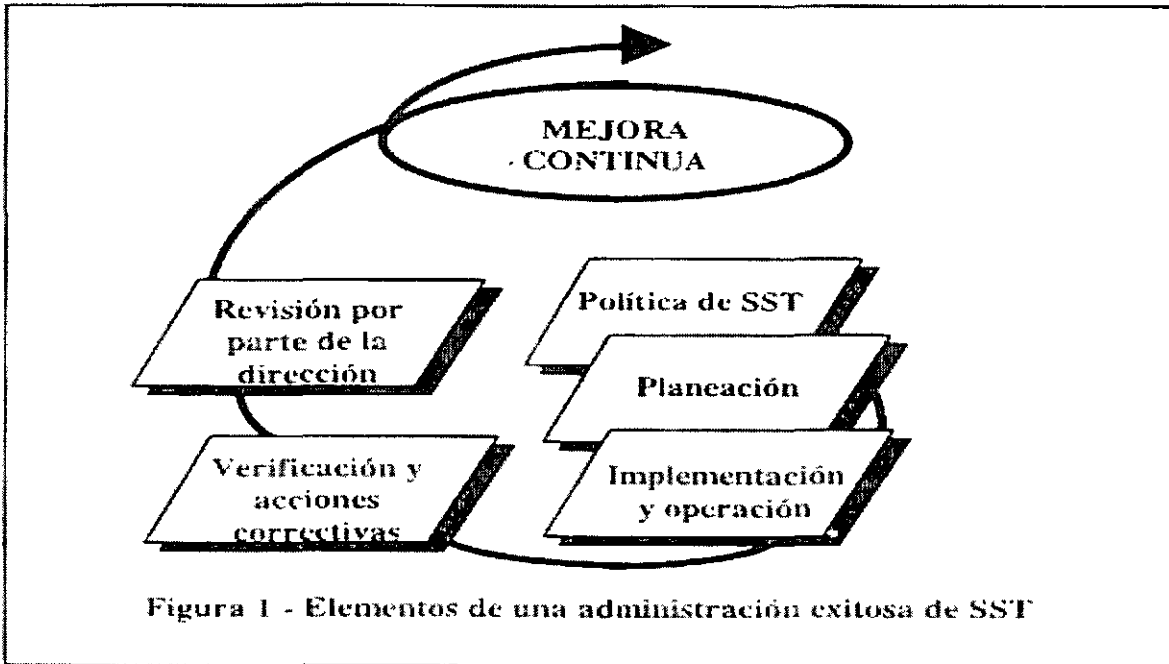 MEJORA
CONTINUA
Política de SST
Planeación
Implementación
y operación
Verificación y
acciones
correctivas
Revisión por
parte de la
dirección
Figura 1 - Elementos de una administración exitosa de SST